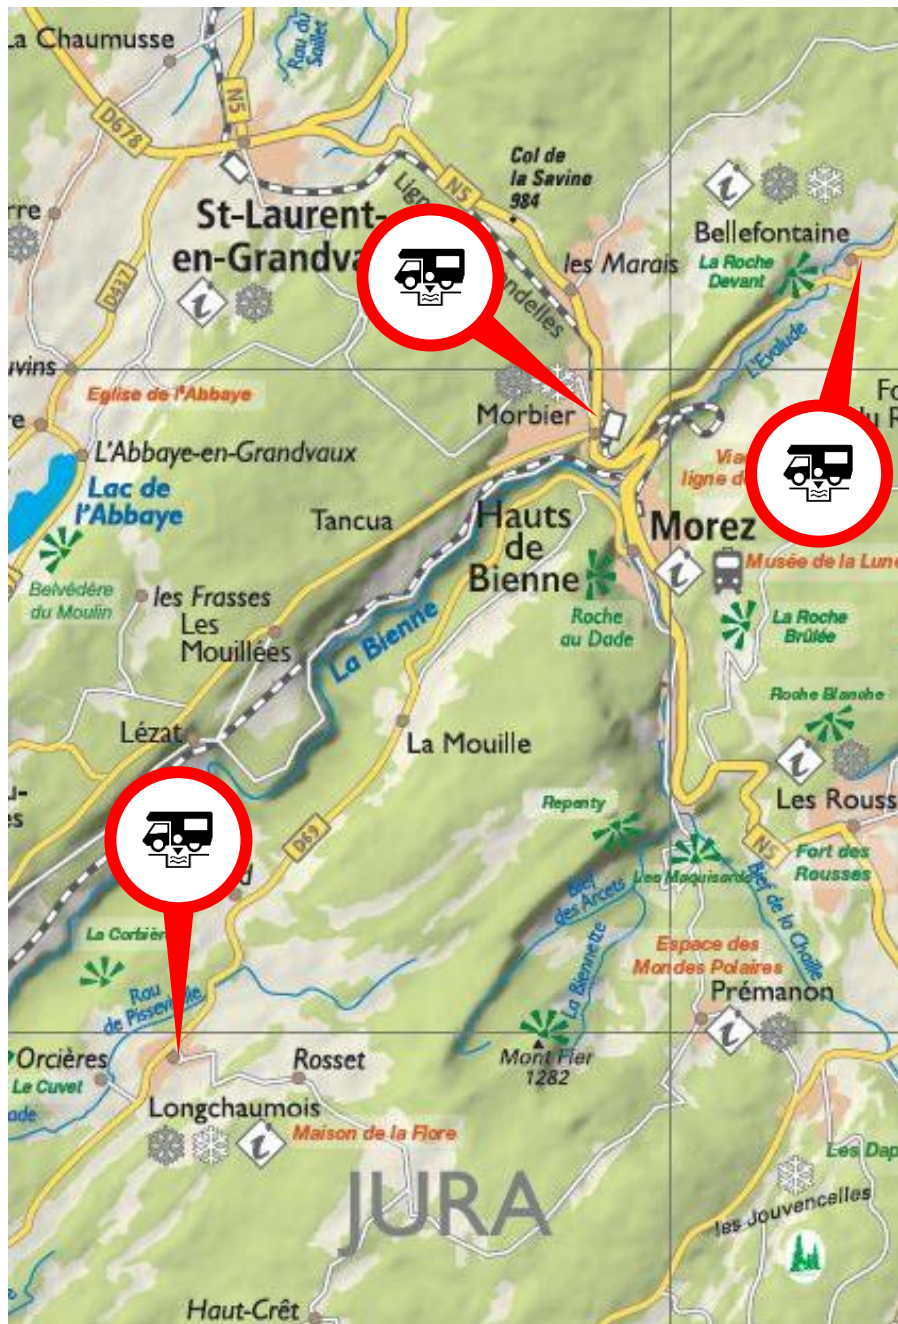 La Chaumusse
Rau du
Saillet
N5
D678
Col de
la Savine
984
N5
St-Laurent-
en-Grandva
Bellefontaine
La Roche
Devant
les Marais
D437
L'Evalude
Eglise de l'Abbaye
Morbier
L'Abbaye-en-Grandvaux
Lac de
l'Abbaye
Tancua
Hauts
de
Bienne
Morez
Musée de la Lune
Belvédère
du Moulin
les Frasses
Les
Mouillées
La Bienne
Roche
au Dade
La Roche
Brûlée
Roche Blanche
Lézat
La Mouille
Les Rouss
Repenty
D69
N5
Fort des
Rousses
Les Maquisards
Bief
des Arcets
Bief de la Chaille
La Biennette
La Corbière
Espace des
Mondes Polaires
Prémanon
Rau
de Pissevieille
Orcières
Le Cuvet
Rosset
Mont Fier
1282
Longchaumois
Maison de la Flore
Les Dap
JURA
les Jouvencelles
Haut-Crêt